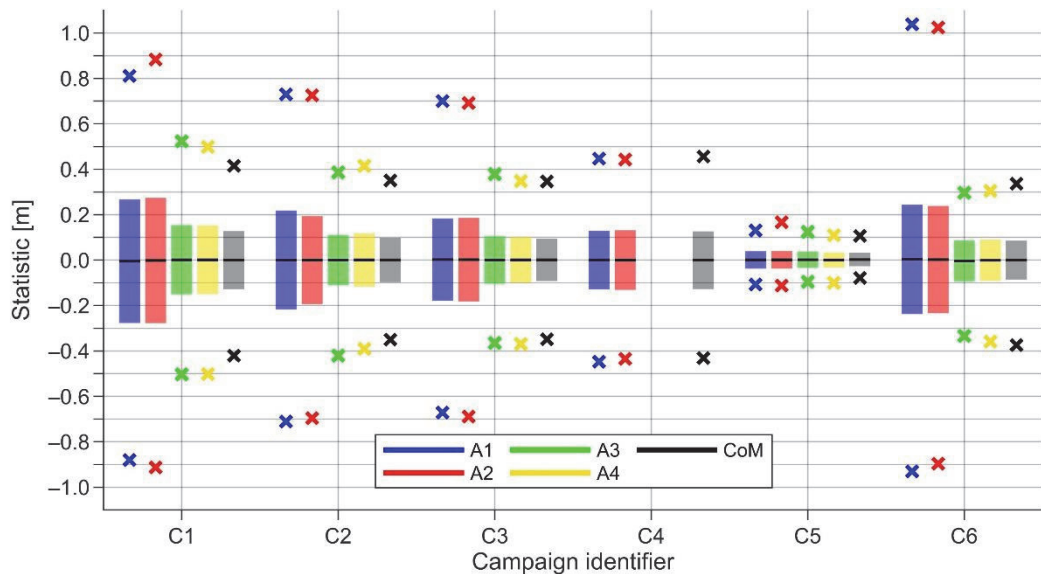 Statistic [m]
1.0
0.8
0.6
0.4
0.2
0.0
–0.2
–0.4
–0.6
–0.8
–1.0
A1 A3 CoM
A2 A4
C1 C2 C3 C4 C5 C6
Campaign identifier